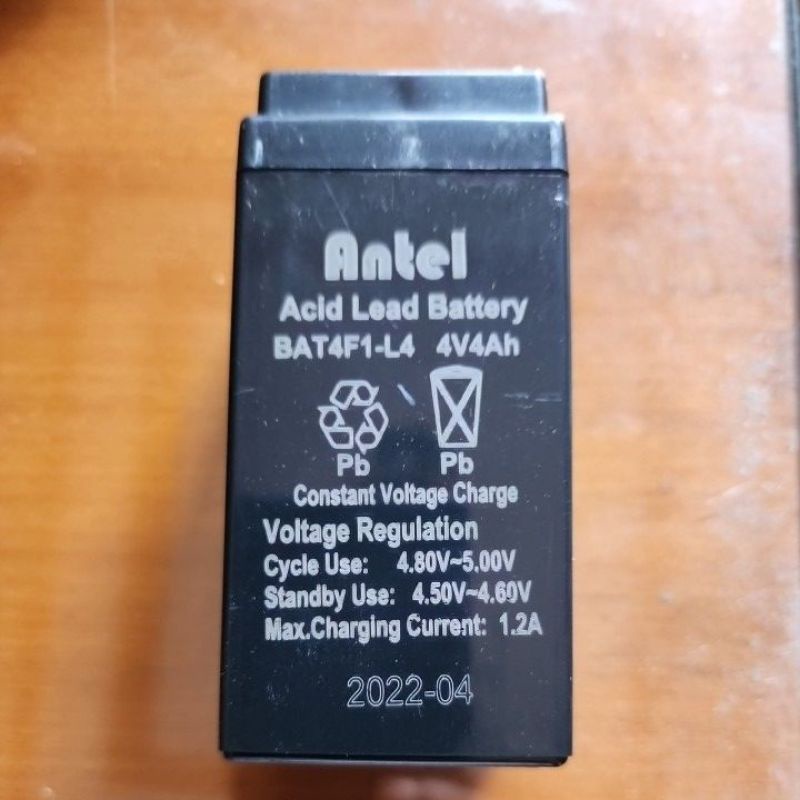 Antel
Acid Lead Battery
BAT4F1-L4 4V4Ah
Pb Pb
Constant Voltage Charge
Voltage Regulation
Cycle Use: 4.80V~5.00V
Standby Use: 4.50V~4.60V
Max.Charging Current: 1.2A
2022-04